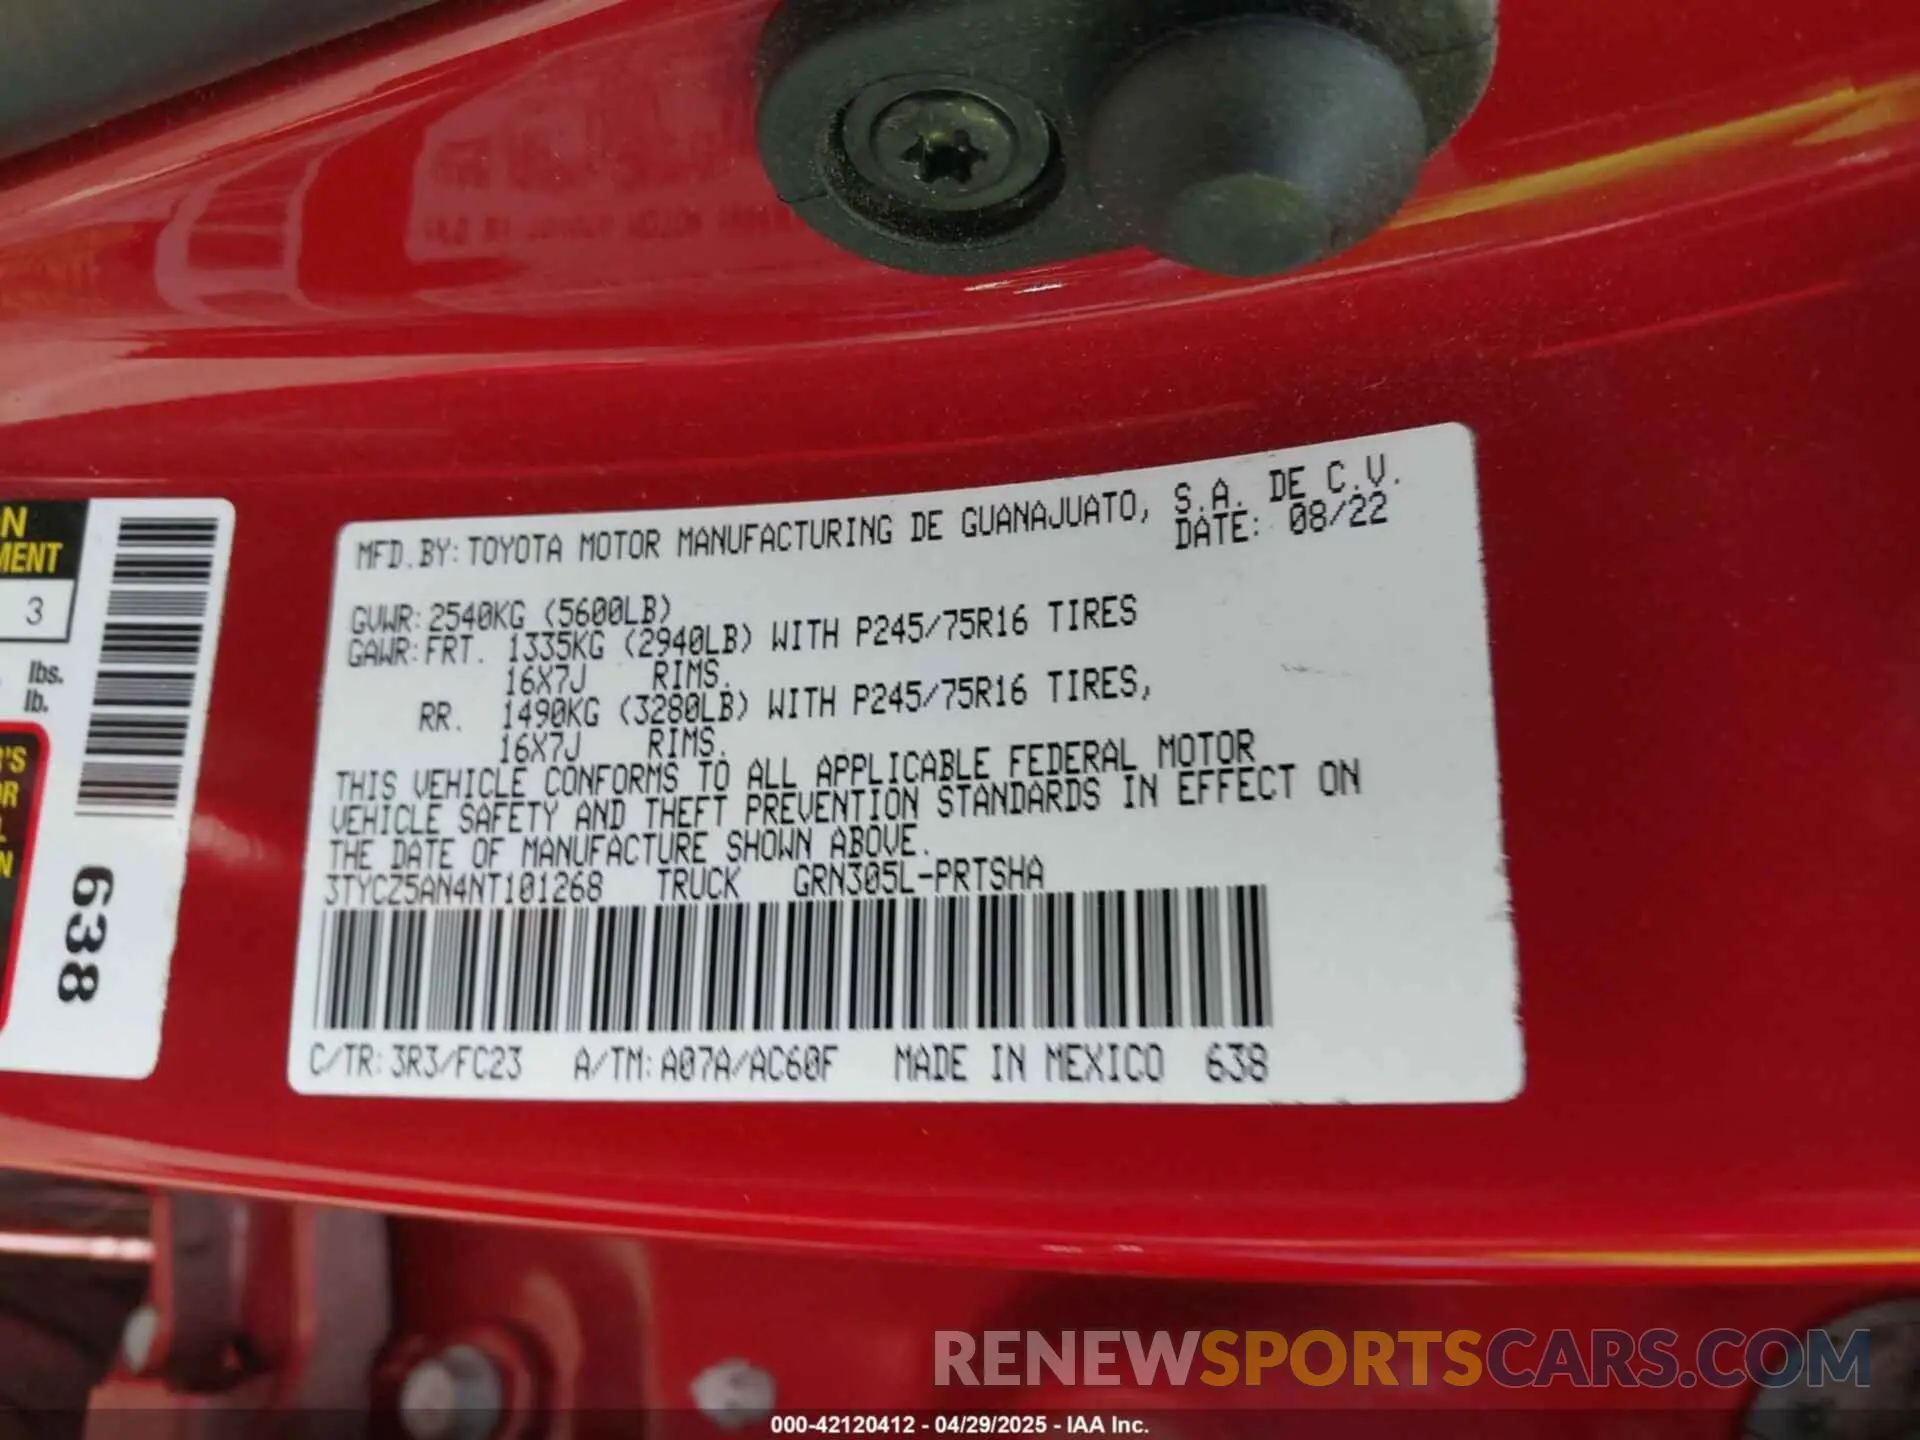 N
MENT
3
lbs.
lb.
'S
OR
L
N
638
MFD.BY:TOYOTA MOTOR MANUFACTURING DE GUANAJUATO, S.A. DE C.V.
DATE: 08/22
GVWR:2540KG (5600LB)
GAWR:FRT. 1335KG (2940LB) WITH P245/75R16 TIRES
16X7J RIMS.
RR. 1490KG (3280LB) WITH P245/75R16 TIRES,
16X7J RIMS.
THIS VEHICLE CONFORMS TO ALL APPLICABLE FEDERAL MOTOR
VEHICLE SAFETY AND THEFT PREVENTION STANDARDS IN EFFECT ON
THE DATE OF MANUFACTURE SHOWN ABOVE.
3TYCZ5AN4NT101268 TRUCK GRN305L-PRTSHA
C/TR:3R3/FC23 A/TM:A07A/AC60F MADE IN MEXICO 638
RENEWSPORTSCARS.COM
000-42120412 - 04/29/2025 - IAA Inc.